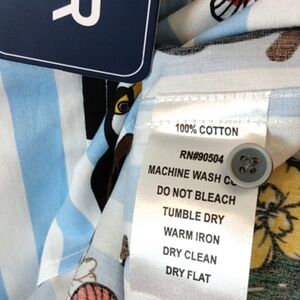 R
100% COTTON
RN#90504
MACHINE WASH
DO NOT BLEACH
TUMBLE DRY
WARM IRON
DRY CLEAN
DRY FLAT